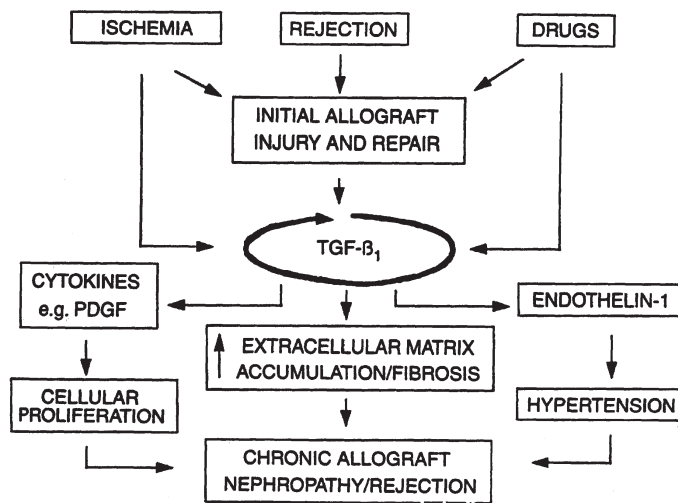 ISCHEMIA
REJECTION
DRUGS
INITIAL ALLOGRAFT
INJURY AND REPAIR
TGF-ß₁
CYTOKINES
e.g. PDGF
ENDOTHELIN-1
EXTRACELLULAR MATRIX
ACCUMULATION/FIBROSIS
CELLULAR
PROLIFERATION
HYPERTENSION
CHRONIC ALLOGRAFT
NEPHROPATHY/REJECTION